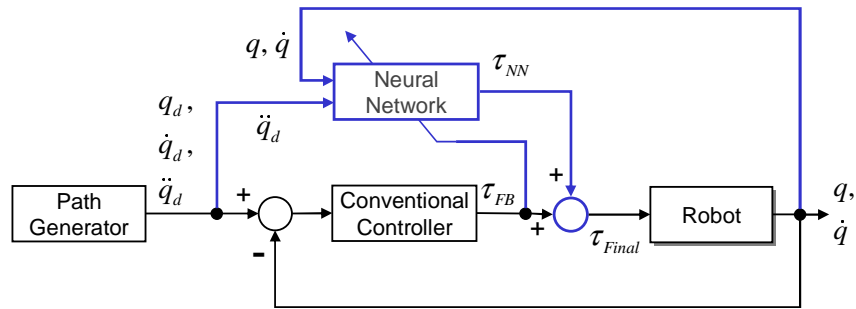 q, q̇
Neural
Network
τ_NN
q_d ,
q̇_d ,
q̈_d
q̈_d
+
Path
Generator
+
-
Conventional
Controller
τ_FB
+
τ_Final
Robot
q,
q̇